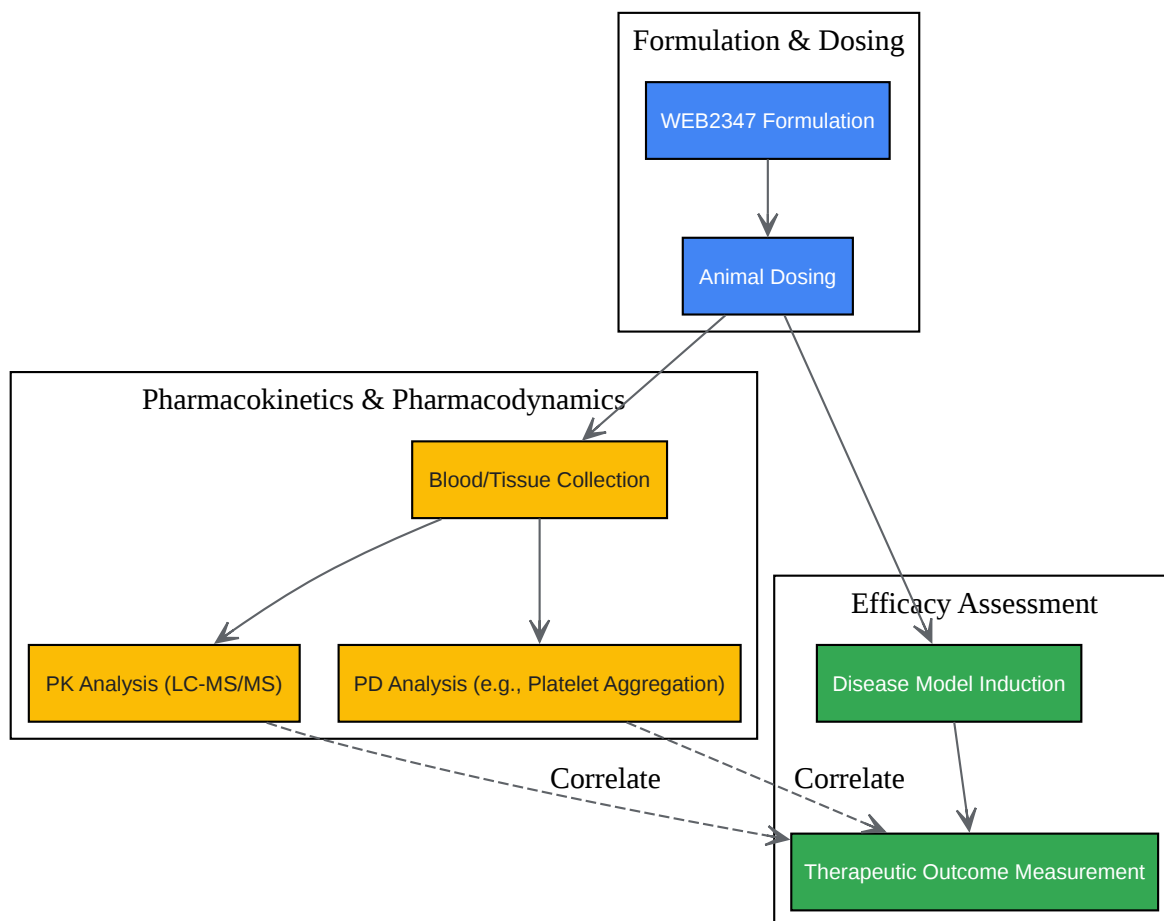 Formulation & Dosing
WEB2347 Formulation
Animal Dosing
Pharmacokinetics & Pharmacodynamics
Blood/Tissue Collection
Efficacy Assessment
PK Analysis (LC-MS/MS)
PD Analysis (e.g., Platelet Aggregation)
Disease Model Induction
Correlate
Correlate
Therapeutic Outcome Measurement